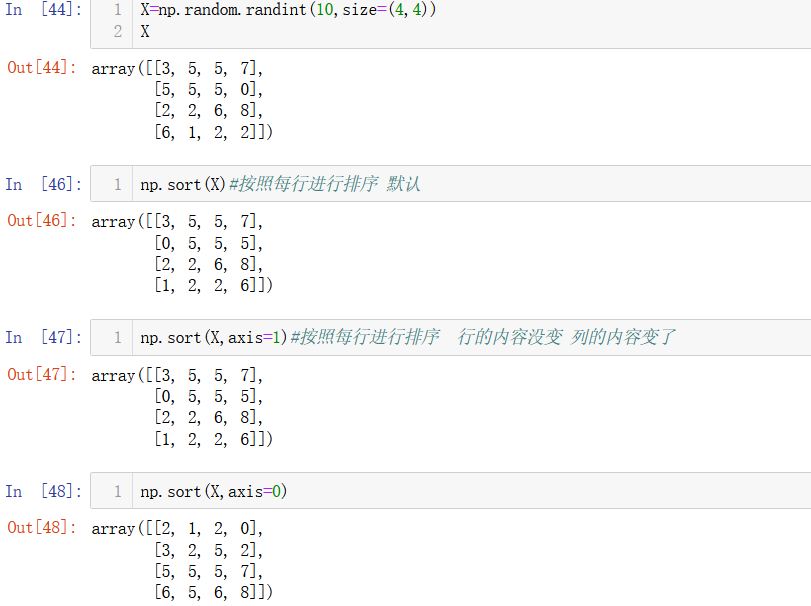 In [44]: 1 X=np.random.randint(10,size=(4,4))
2 X
Out[44]: array([[3, 5, 5, 7],
[5, 5, 5, 0],
[2, 2, 6, 8],
[6, 1, 2, 2]])
In [46]: 1 np.sort(X)#按照每行进行排序 默认
Out[46]: array([[3, 5, 5, 7],
[0, 5, 5, 5],
[2, 2, 6, 8],
[1, 2, 2, 6]])
In [47]: 1 np.sort(X,axis=1)#按照每行进行排序 行的内容没变 列的内容变了
Out[47]: array([[3, 5, 5, 7],
[0, 5, 5, 5],
[2, 2, 6, 8],
[1, 2, 2, 6]])
In [48]: 1 np.sort(X,axis=0)
Out[48]: array([[2, 1, 2, 0],
[3, 2, 5, 2],
[5, 5, 5, 7],
[6, 5, 6, 8]])